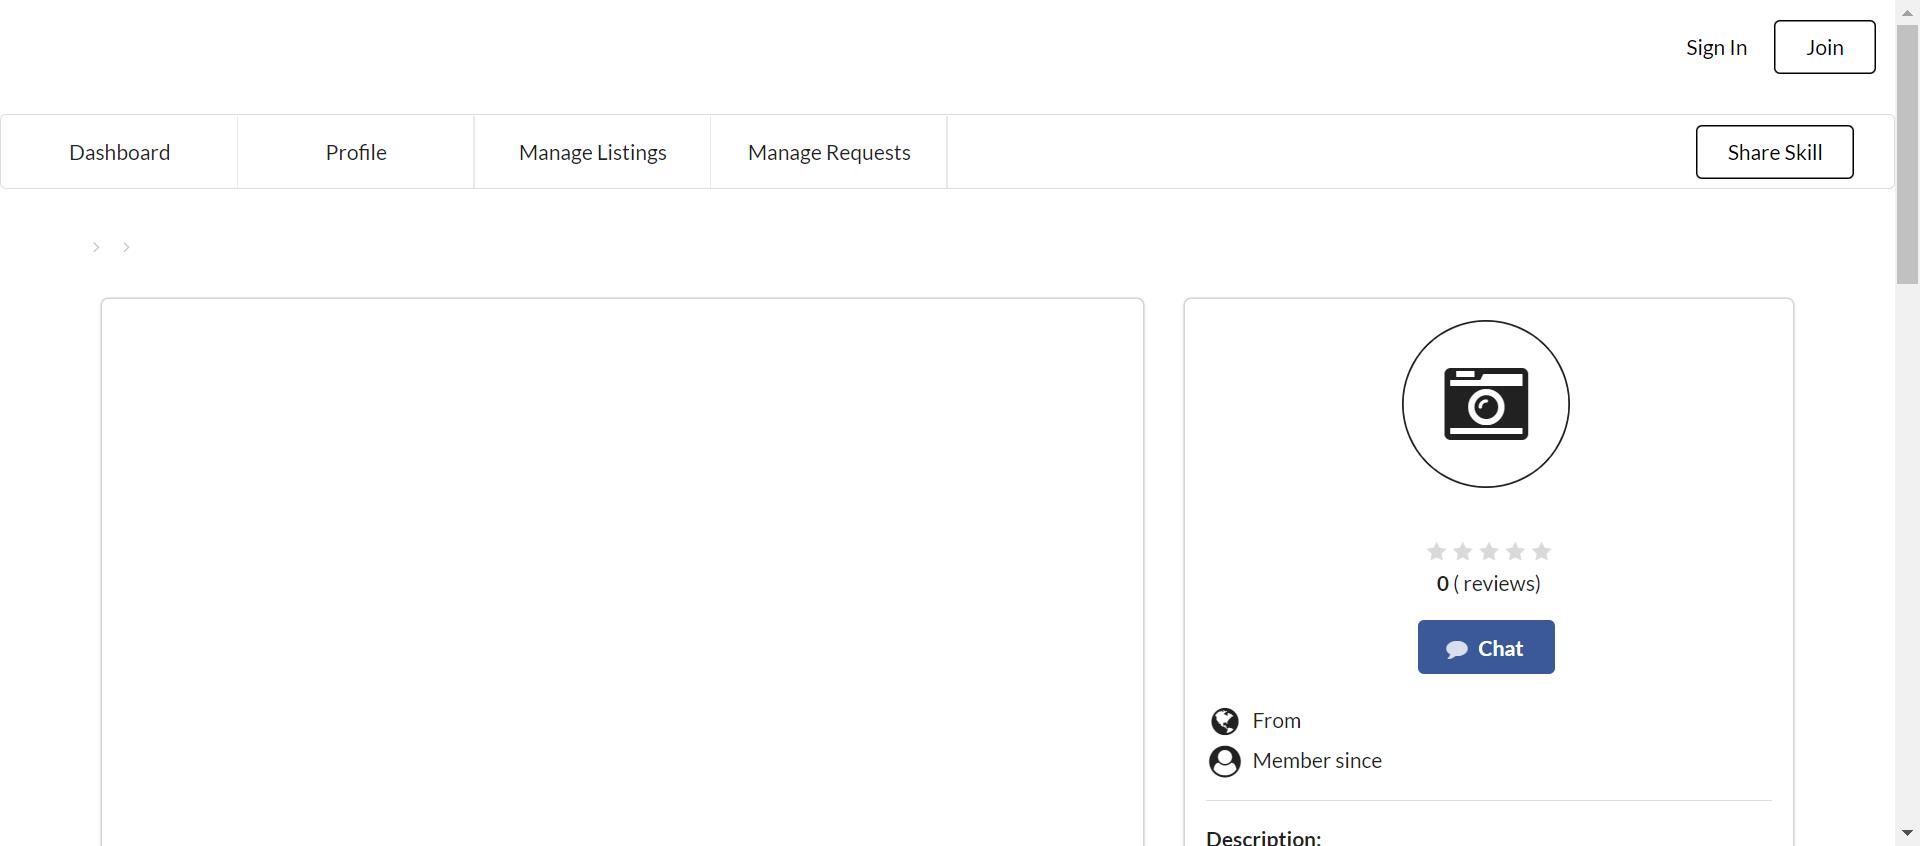 Sign In Join
Dashboard Profile Manage Listings Manage Requests Share Skill
0 ( reviews)
Chat
From
Member since
Description: